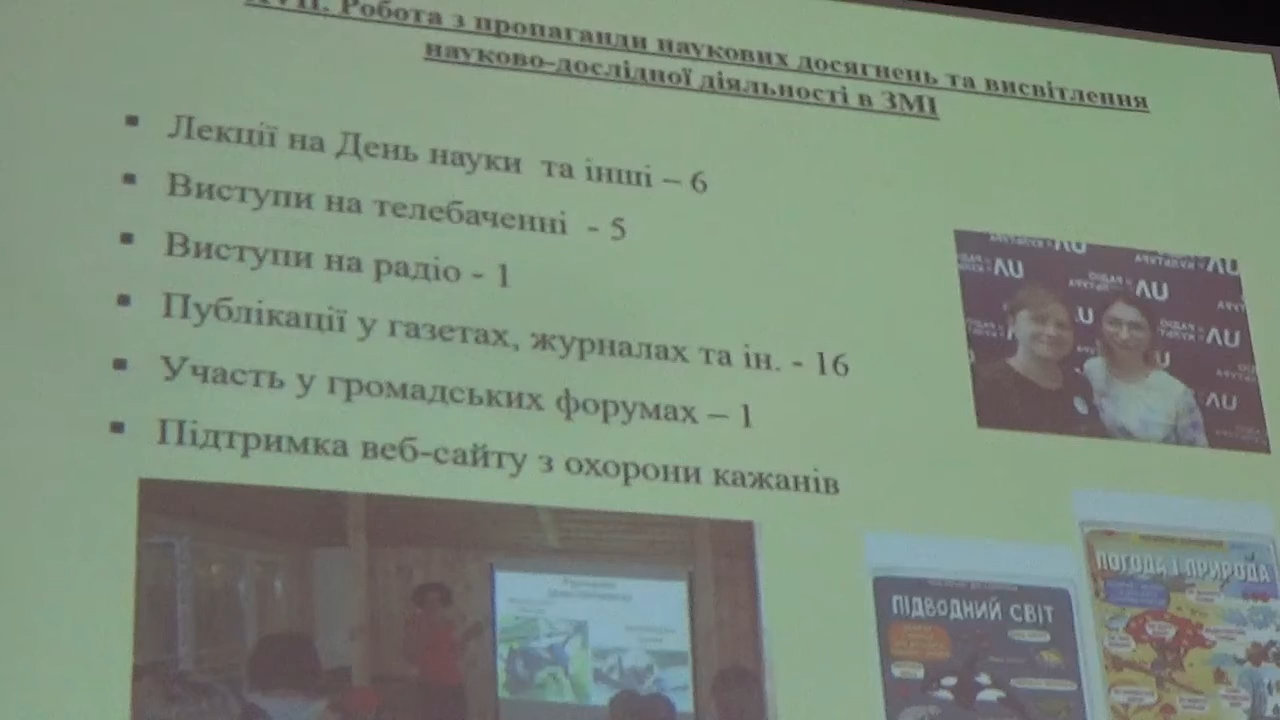 XVII. Робота з пропаганди наукових досягнень та висвітлення
науково-дослідної діяльності в ЗМІ
▪ Лекції на День науки та інші – 6
▪ Виступи на телебаченні - 5
▪ Виступи на радіо - 1
▪ Публікації у газетах, журналах та ін. - 16
▪ Участь у громадських форумах – 1
▪ Підтримка веб-сайту з охорони кажанів
ПІДВОДНИЙ СВІТ
ПОГОДА І ПРИРОДА